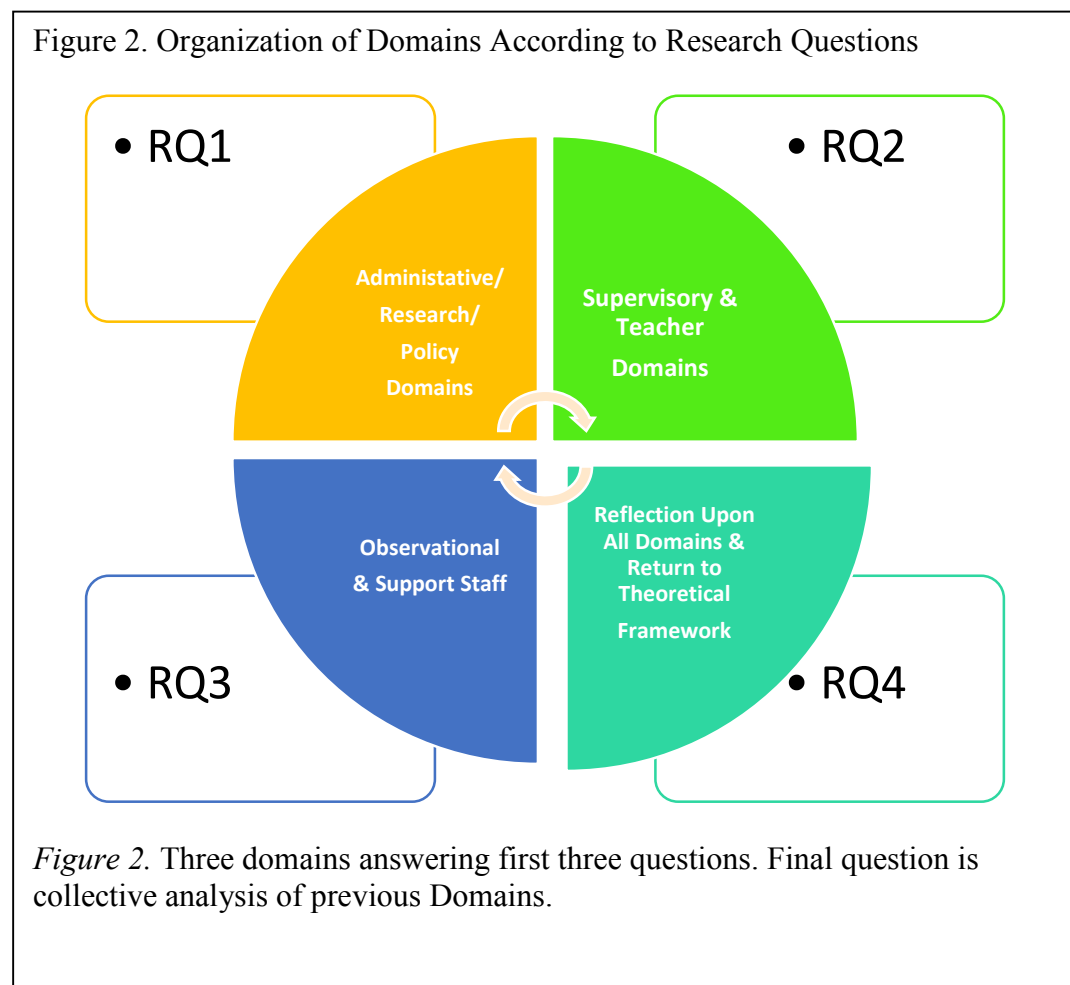 Figure 2. Organization of Domains According to Research Questions
• RQ1
• RQ2
Administative/
Research/
Policy
Domains
Supervisory &
Teacher
Domains
Observational
& Support Staff
Reflection Upon
All Domains &
Return to
Theoretical
Framework
• RQ3
• RQ4
Figure 2. Three domains answering first three questions. Final question is
collective analysis of previous Domains.